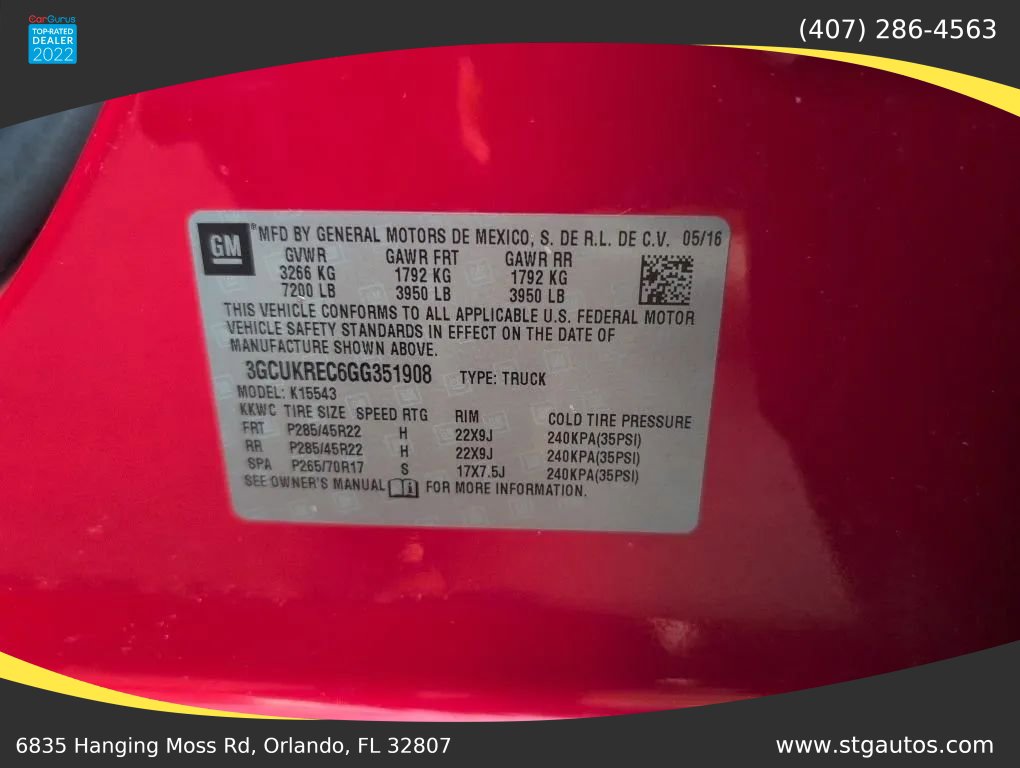 CarGurus
TOP-RATED
DEALER
2022
(407) 286-4563
GM
® MFD BY GENERAL MOTORS DE MEXICO, S. DE R.L. DE C.V. 05/16
GVWR GAWR FRT GAWR RR
3266 KG 1792 KG 1792 KG
7200 LB 3950 LB 3950 LB
THIS VEHICLE CONFORMS TO ALL APPLICABLE U.S. FEDERAL MOTOR
VEHICLE SAFETY STANDARDS IN EFFECT ON THE DATE OF
MANUFACTURE SHOWN ABOVE.
3GCUKREC6GG351908 TYPE: TRUCK
MODEL: K15543
KKWC TIRE SIZE SPEED RTG RIM COLD TIRE PRESSURE
FRT P285/45R22 H 22X9J 240KPA(35PSI)
RR P285/45R22 H 22X9J 240KPA(35PSI)
SPA P265/70R17 S 17X7.5J 240KPA(35PSI)
SEE OWNER'S MANUAL i FOR MORE INFORMATION.
6835 Hanging Moss Rd, Orlando, FL 32807
www.stgautos.com